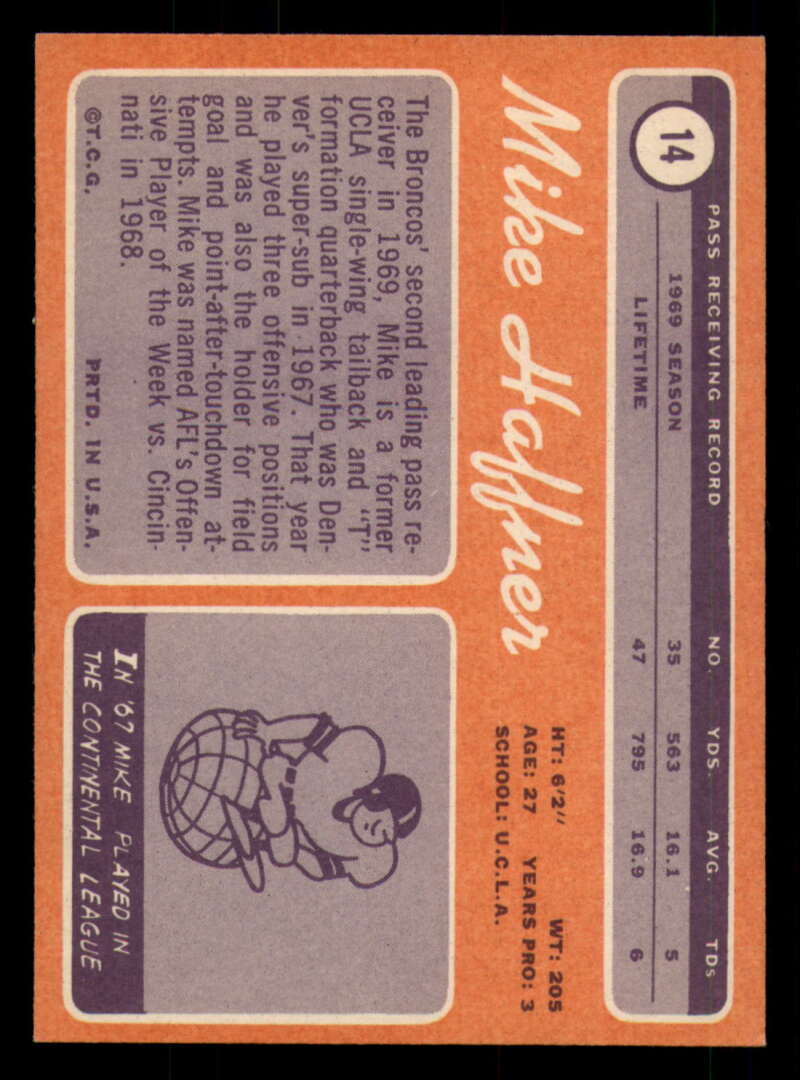 14
PASS RECEIVING RECORD NO. YDS. AVG. TDs
1969 SEASON 35 563 16.1 5
LIFETIME 47 795 16.9 6
Mike Haffner
HT: 6'2" WT: 205
AGE: 27 YEARS PRO: 3
SCHOOL: U.C.L.A.
The Broncos' second leading pass re-
ceiver in 1969, Mike is a former
UCLA single-wing tailback and "T"
formation quarterback who was Den-
ver's super-sub in 1967. That year
he played three offensive positions
and was also the holder for field
goal and point-after-touchdown at-
tempts. Mike was named AFL's Offen-
sive Player of the Week vs. Cincin-
nati in 1968.
©T.C.G. PRTD. IN U.S.A.
IN '67 MIKE PLAYED IN
THE CONTINENTAL LEAGUE